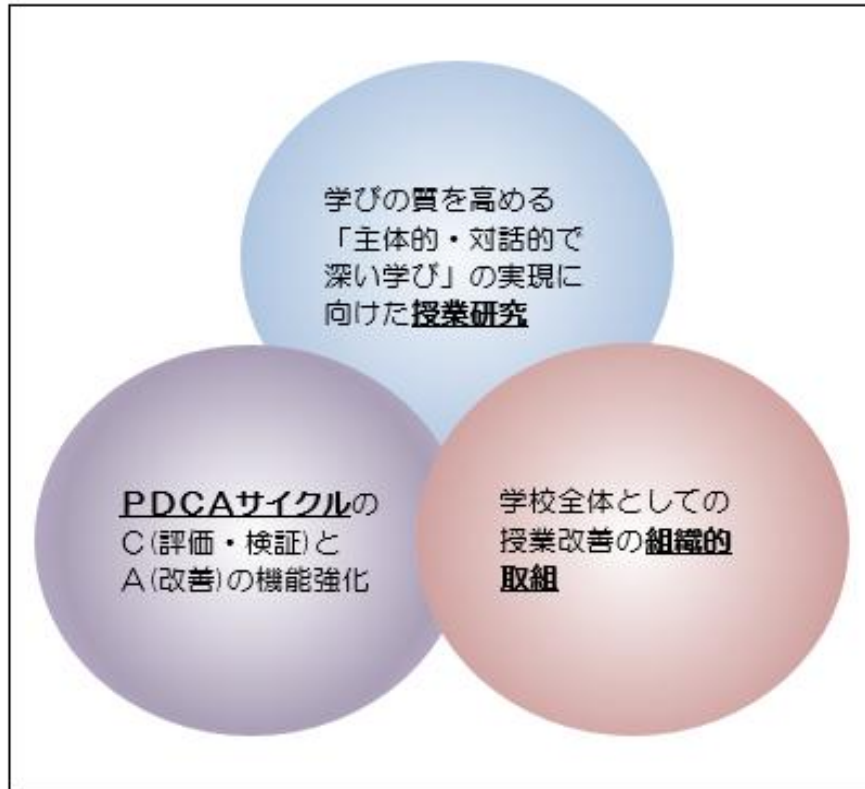 学びの質を高める
「主体的・対話的で
深い学び」の実現に
向けた授業研究
PDCAサイクルの
C(評価・検証)と
A(改善)の機能強化
学校全体としての
授業改善の組織的
取組